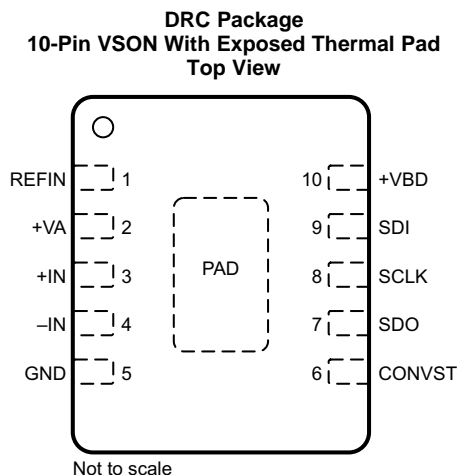 DRC Package
10-Pin VSON With Exposed Thermal Pad
Top View
REFIN 1 10 +VBD
+VA 2 9 SDI
+IN 3 PAD 8 SCLK
–IN 4 7 SDO
GND 5 6 CONVST
Not to scale